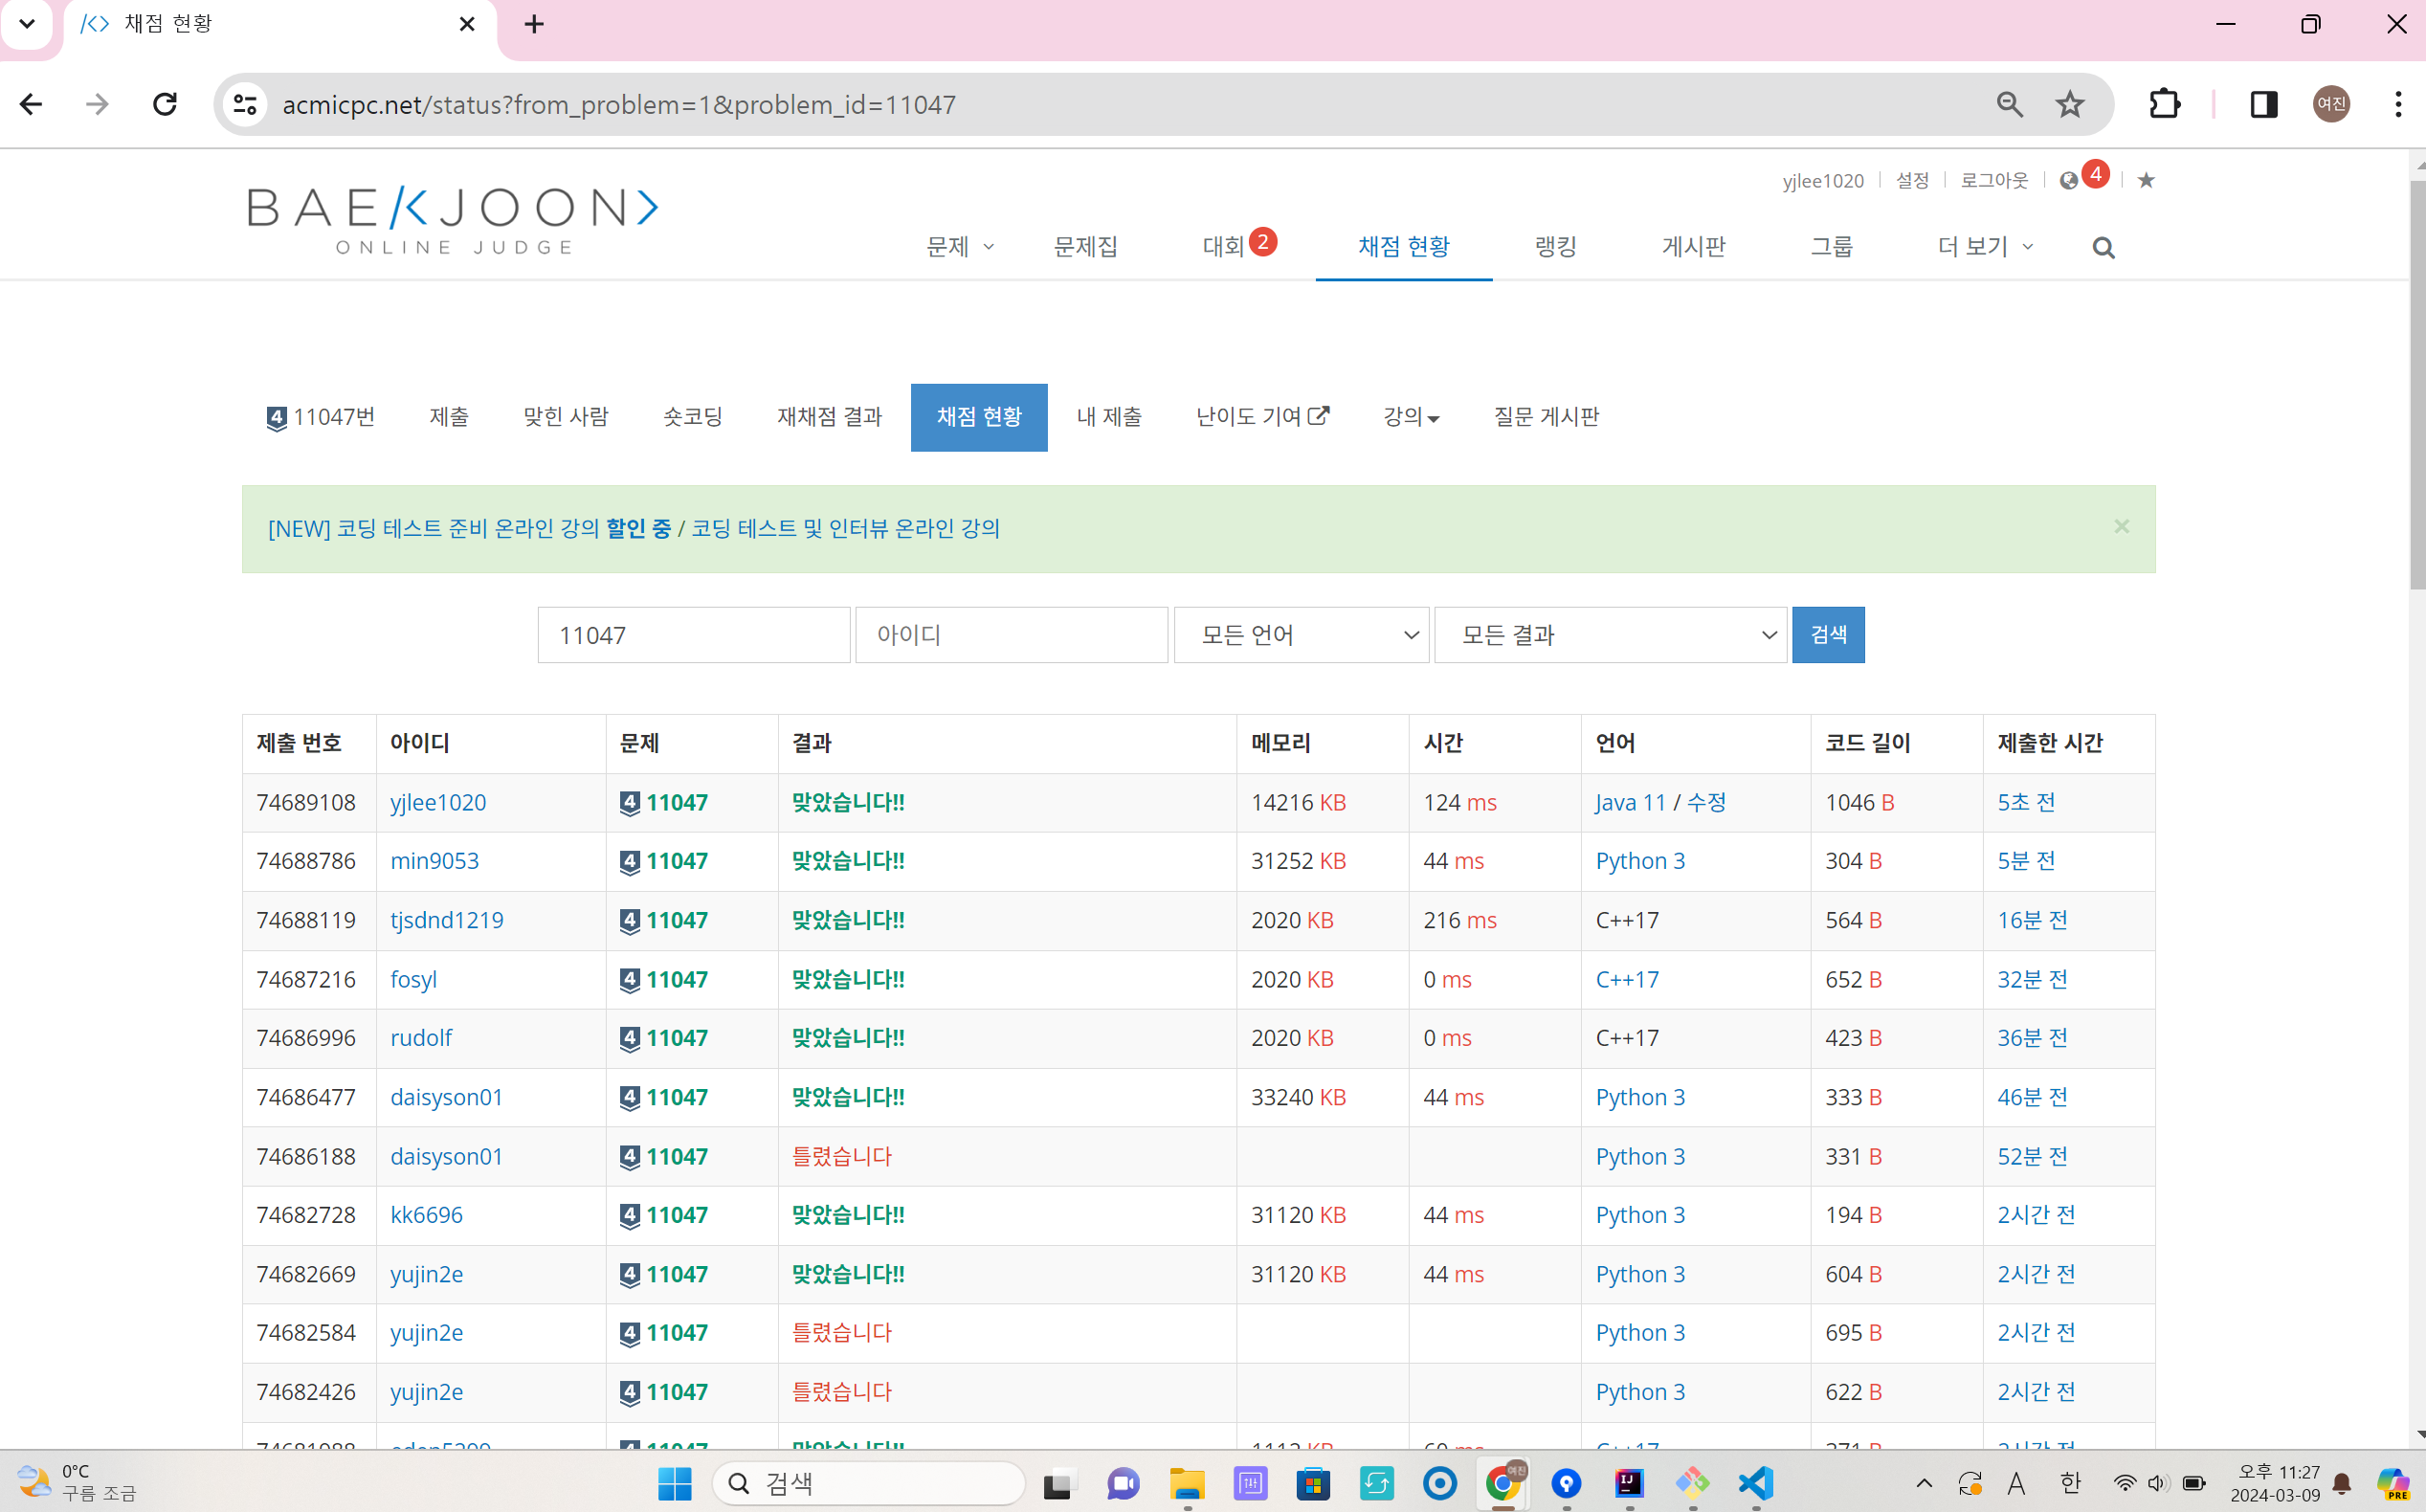 채점 현황
acmicpc.net/status?from_problem=1&problem_id=11047
여진
yjlee1020 설정 로그아웃 4
BAEKJOON>
ONLINE JUDGE
문제 문제집 대회 2 채점 현황 랭킹 게시판 그룹 더 보기
4 11047번 제출 맞힌 사람 숏코딩 재채점 결과 채점 현황 내 제출 난이도 기여 강의 질문 게시판
[NEW] 코딩 테스트 준비 온라인 강의 할인 중 / 코딩 테스트 및 인터뷰 온라인 강의 ×
11047 아이디 모든 언어 모든 결과 검색
제출 번호 아이디 문제 결과 메모리 시간 언어 코드 길이 제출한 시간
74689108 yjlee1020 4 11047 맞았습니다!! 14216 KB 124 ms Java 11 / 수정 1046 B 5초 전
74688786 min9053 4 11047 맞았습니다!! 31252 KB 44 ms Python 3 304 B 5분 전
74688119 tjsdnd1219 4 11047 맞았습니다!! 2020 KB 216 ms C++17 564 B 16분 전
74687216 fosyl 4 11047 맞았습니다!! 2020 KB 0 ms C++17 652 B 32분 전
74686996 rudolf 4 11047 맞았습니다!! 2020 KB 0 ms C++17 423 B 36분 전
74686477 daisyson01 4 11047 맞았습니다!! 33240 KB 44 ms Python 3 333 B 46분 전
74686188 daisyson01 4 11047 틀렸습니다 Python 3 331 B 52분 전
74682728 kk6696 4 11047 맞았습니다!! 31120 KB 44 ms Python 3 194 B 2시간 전
74682669 yujin2e 4 11047 맞았습니다!! 31120 KB 44 ms Python 3 604 B 2시간 전
74682584 yujin2e 4 11047 틀렸습니다 Python 3 695 B 2시간 전
74682426 yujin2e 4 11047 틀렸습니다 Python 3 622 B 2시간 전
0°C
구름 조금
검색
여진
IJ
A 한
오후 11:27
2024-03-09
PRE